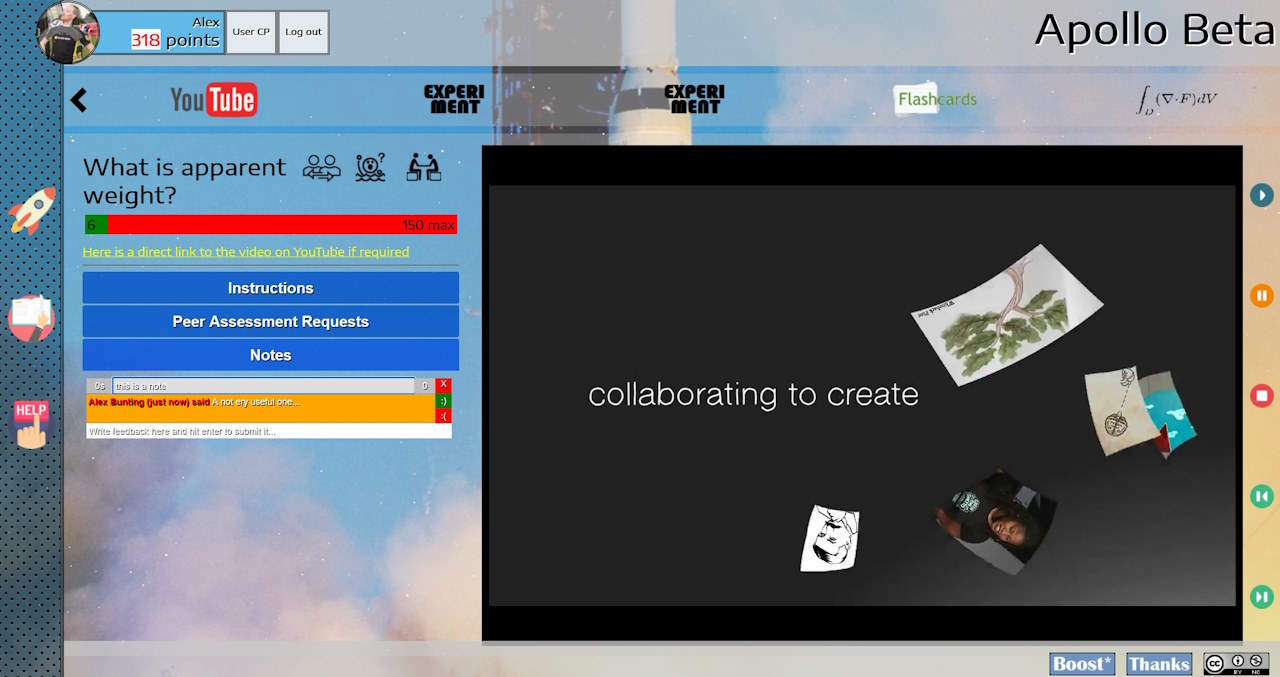 Alex
318 points
User CP
Log out
Apollo Beta
YouTube
EXPERI
MENT
EXPERI
MENT
Flashcards
∫D (∇·F)dV
What is apparent
weight?
6
150 max
Here is a direct link to the video on YouTube if required
Instructions
Peer Assessment Requests
Notes
0s
this is a note
0
X
Alex Bunting (just now) said A not ery useful one...
:)
:(
Write feedback here and hit enter to submit it...
HELP
collaborating to create
Boost*
Thanks
cc
BY NC